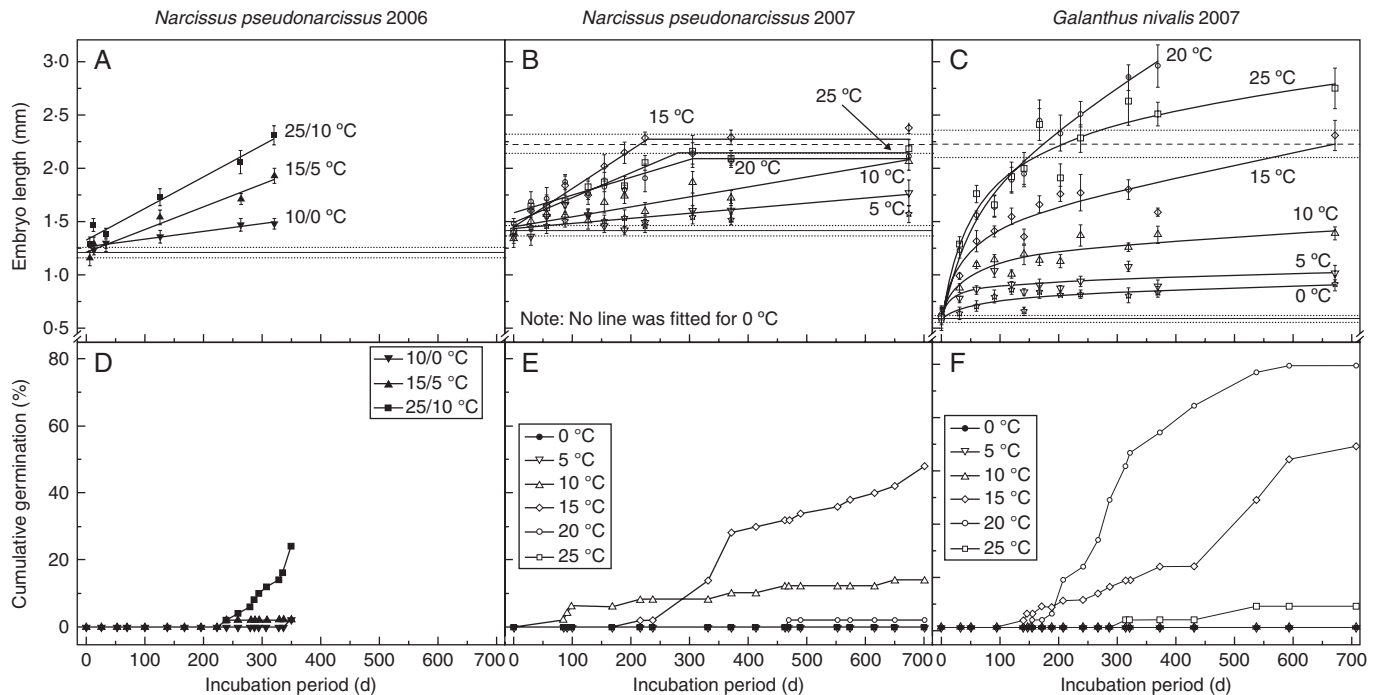 Narcissus pseudonarcissus 2006
Narcissus pseudonarcissus 2007
Galanthus nivalis 2007
A
B
C
Embryo length (mm)
3·0
2·5
2·0
1·5
1·0
0·5
25/10 °C
15/5 °C
10/0 °C
15 °C
25 °C
20 °C
10 °C
5 °C
Note: No line was fitted for 0 °C
20 °C
25 °C
15 °C
10 °C
5 °C
0 °C
D
E
F
Cumulative germination (%)
80
60
40
20
0
10/0 °C
15/5 °C
25/10 °C
0 °C
5 °C
10 °C
15 °C
20 °C
25 °C
0 °C
5 °C
10 °C
15 °C
20 °C
25 °C
0 100 200 300 400 500 600 700
0 100 200 300 400 500 600 700
0 100 200 300 400 500 600 700
Incubation period (d)
Incubation period (d)
Incubation period (d)